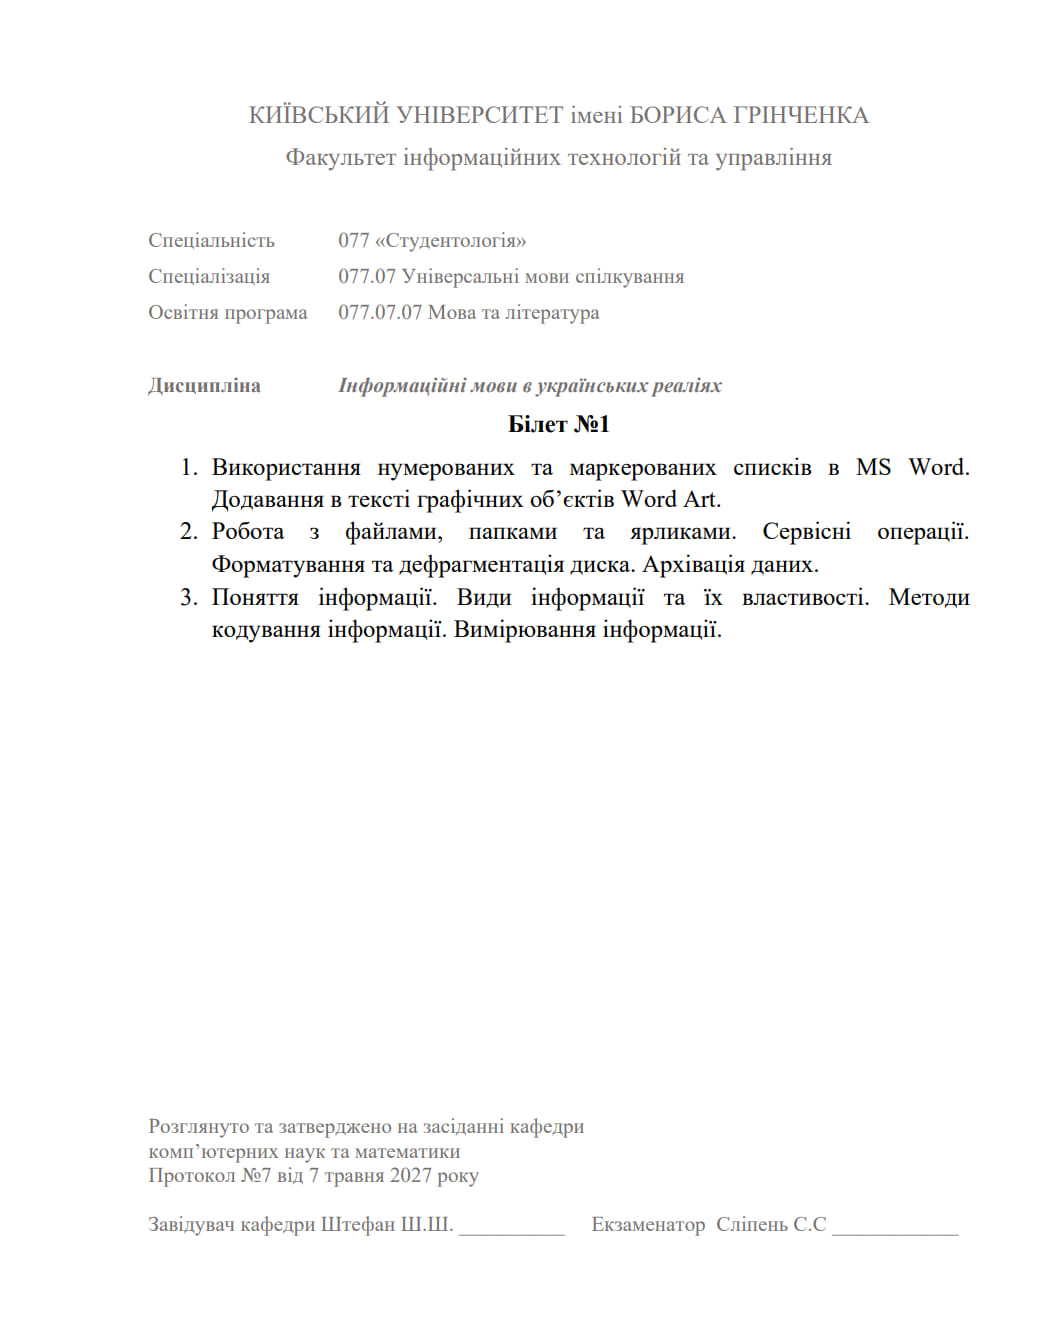 КИЇВСЬКИЙ УНІВЕРСИТЕТ імені БОРИСА ГРІНЧЕНКА
Факультет інформаційних технологій та управління
Спеціальність 077 «Студентологія»
Спеціалізація 077.07 Універсальні мови спілкування
Освітня програма 077.07.07 Мова та література
Дисципліна Інформаційні мови в українських реаліях
Білет №1
1. Використання нумерованих та маркерованих списків в MS Word.
Додавання в тексті графічних об’єктів Word Art.
2. Робота з файлами, папками та ярликами. Сервісні операції.
Форматування та дефрагментація диска. Архівація даних.
3. Поняття інформації. Види інформації та їх властивості. Методи
кодування інформації. Вимірювання інформації.
Розглянуто та затверджено на засіданні кафедри
комп’ютерних наук та математики
Протокол №7 від 7 травня 2027 року
Завідувач кафедри Штефан Ш.Ш. __________ Екзаменатор Сліпень С.С ____________